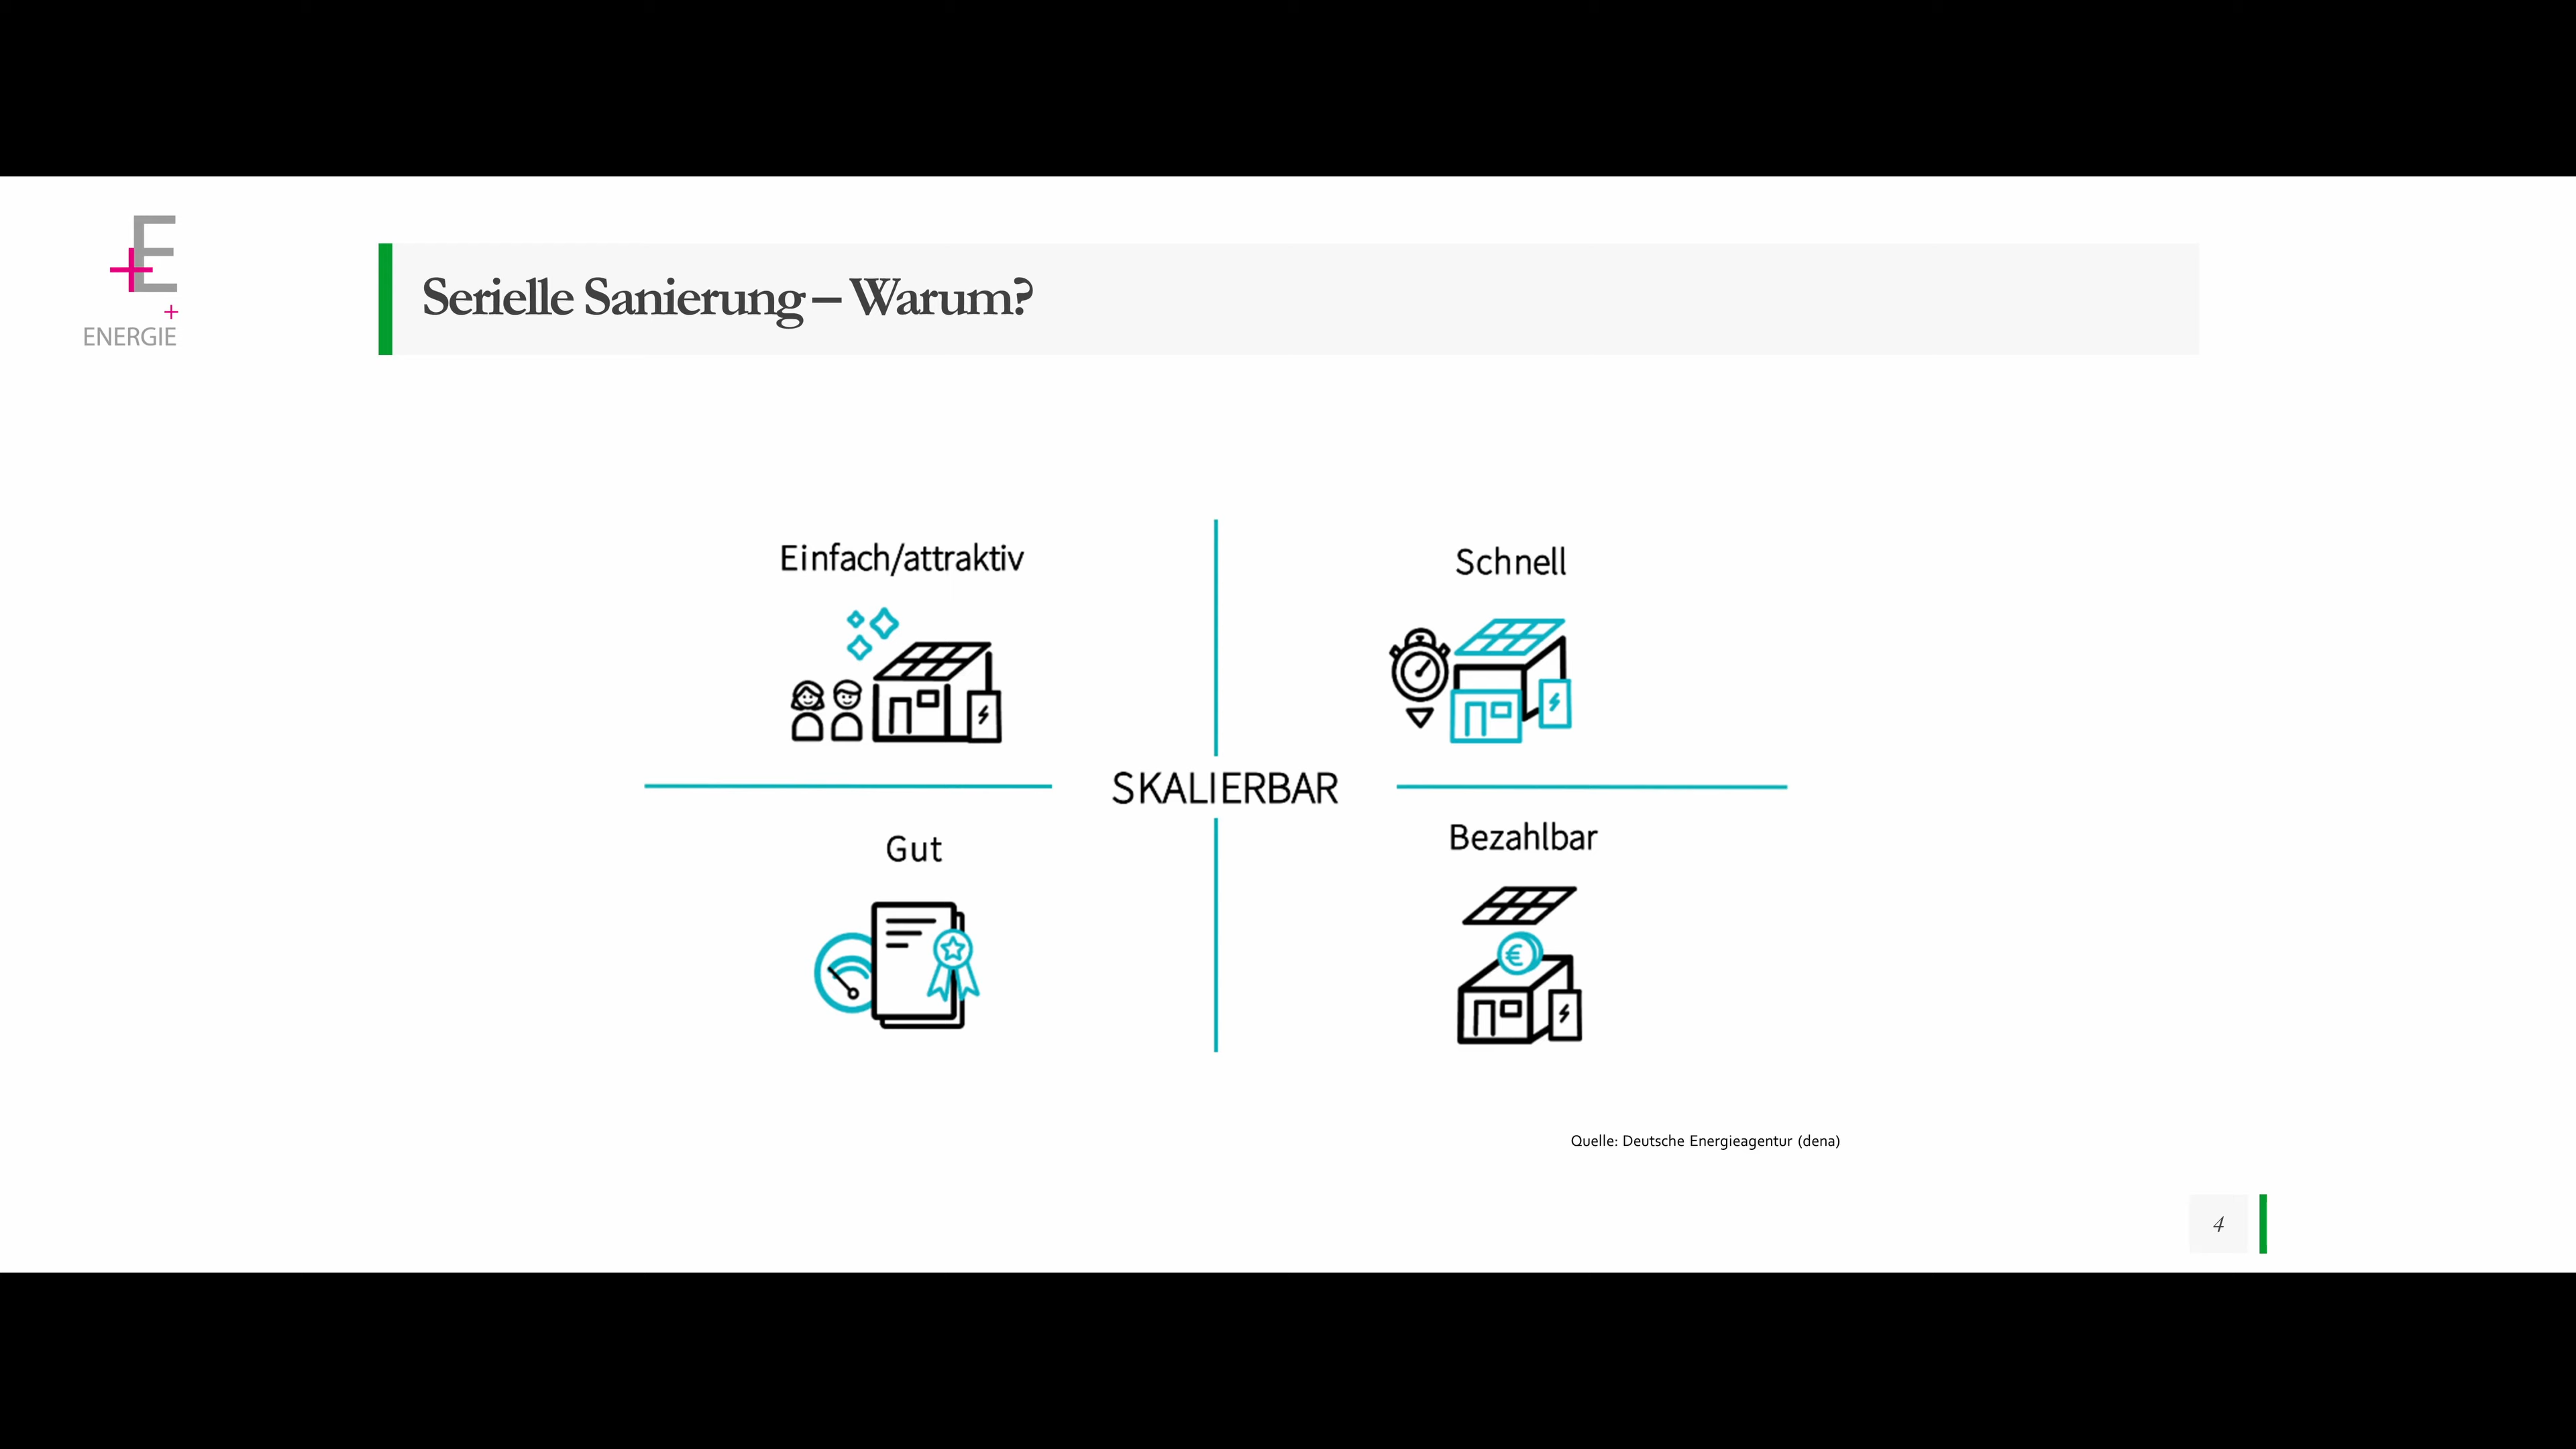 E
+
ENERGIE
Serielle Sanierung – Warum?
Einfach/attraktiv
Schnell
SKALIERBAR
Gut
Bezahlbar
€
Quelle: Deutsche Energieagentur (dena)
4